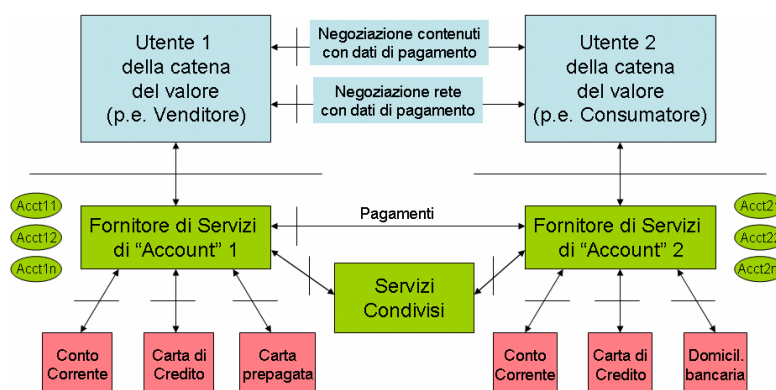 Utente 1
della catena
del valore
(p.e. Venditore)
Negoziazione contenuti
con dati di pagamento
Negoziazione rete
con dati di pagamento
Utente 2
della catena
del valore
(p.e. Consumatore)
Acct11
Acct12
Acct1n
Fornitore di Servizi
di “Account” 1
Pagamenti
Fornitore di Servizi
di “Account” 2
Acct21
Acct22
Acct2n
Servizi
Condivisi
Conto
Corrente
Carta di
Credito
Carta
prepagata
Conto
Corrente
Carta di
Credito
Domicil.
bancaria